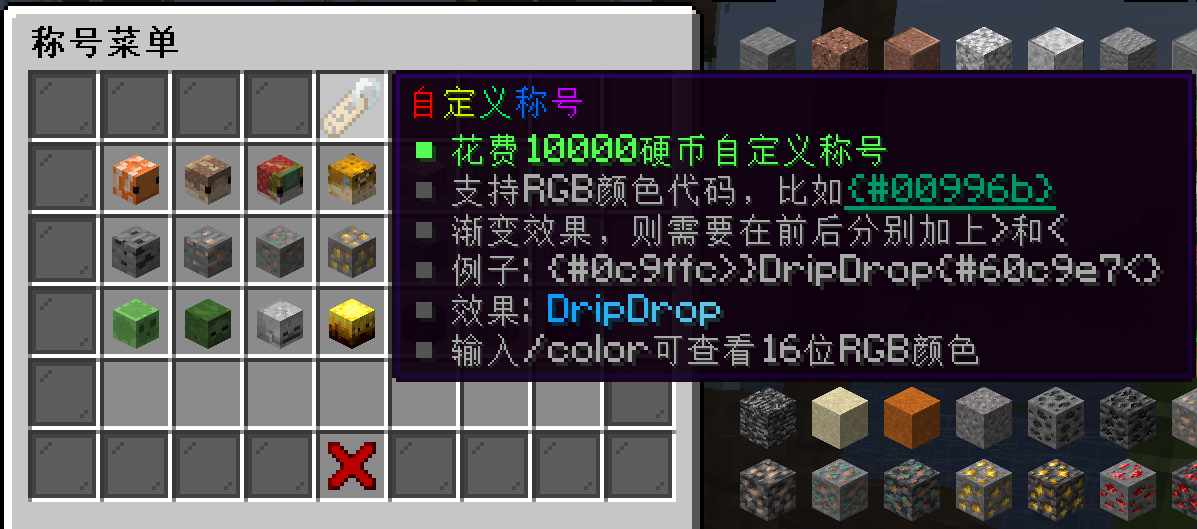 称号菜单
自定义称号
■ 花费10000硬币自定义称号
■ 支持RGB颜色代码，比如{#00996b}
■ 渐变效果，则需要在前后分别加上>和<
■ 例子: {#0c9ffc>}DripDrop{#60c9e7<}
■ 效果: DripDrop
■ 输入/color可查看16位RGB颜色